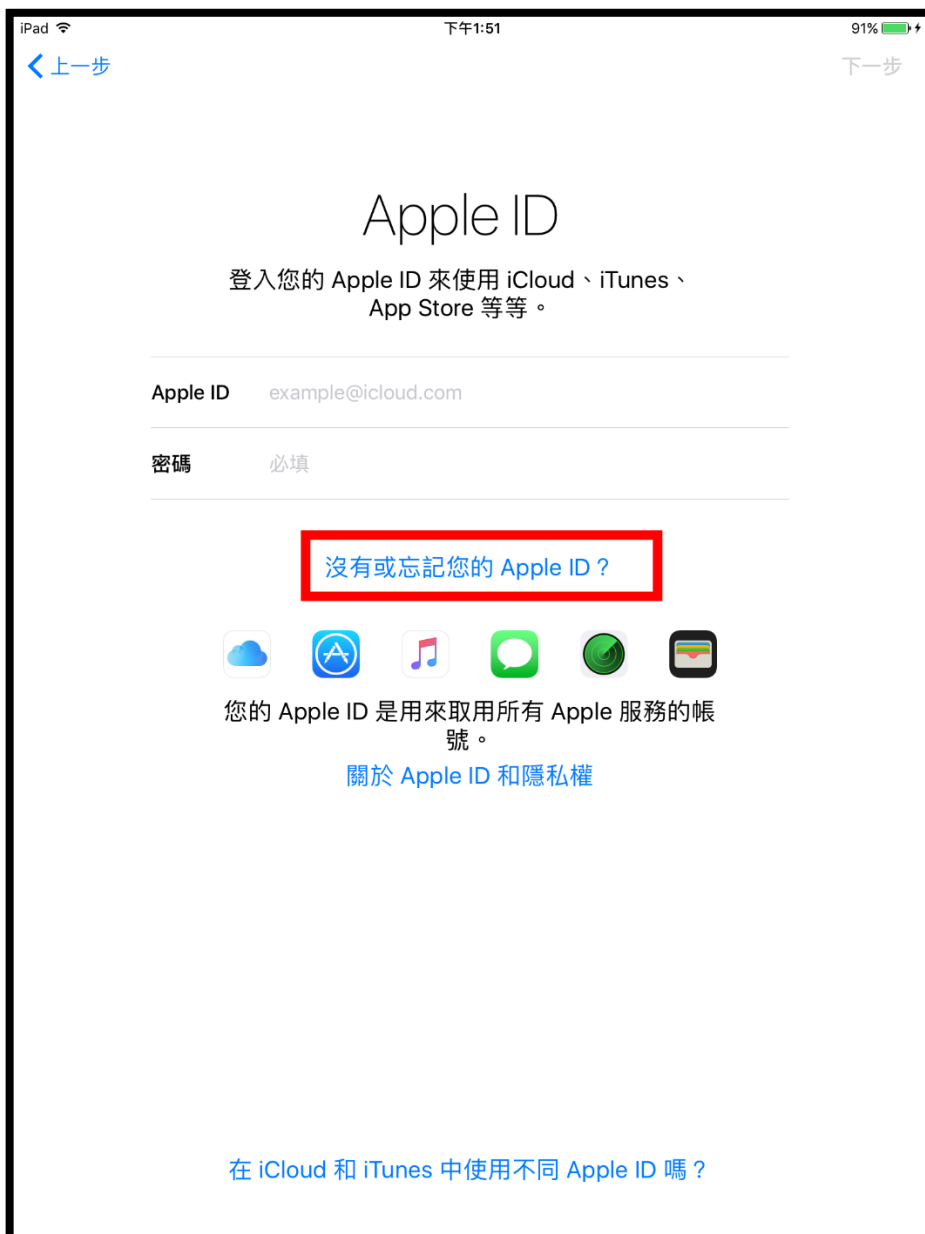 iPad 下午1:51 91%
上一步 下一步
Apple ID
登入您的 Apple ID 來使用 iCloud、iTunes、
App Store 等等。
Apple ID example@icloud.com
密碼 必填
沒有或忘記您的 Apple ID？
您的 Apple ID 是用來取用所有 Apple 服務的帳
號。
關於 Apple ID 和隱私權
在 iCloud 和 iTunes 中使用不同 Apple ID 嗎？